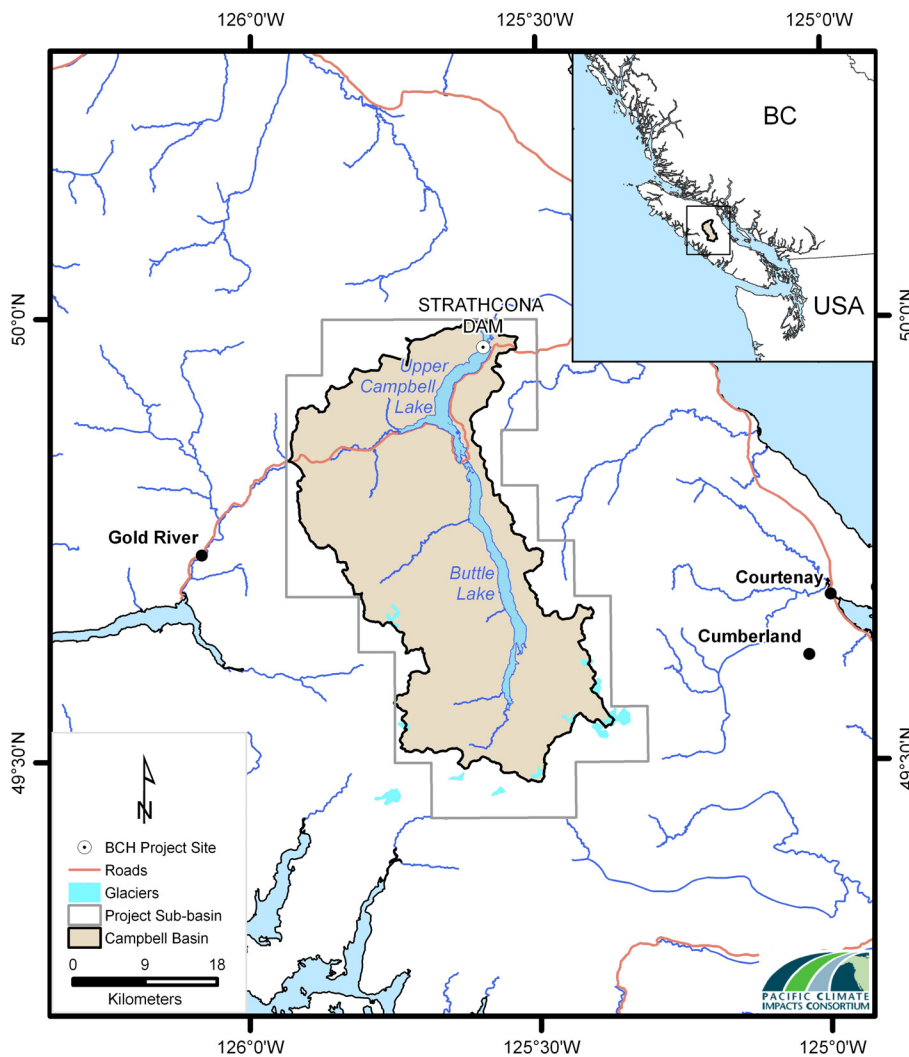 126°0'W
125°30'W
125°0'W
BC
USA
50°0'N
50°0'N
STRATHCONA
DAM
Upper
Campbell
Lake
Gold River
Buttle
Lake
Courtenay
Cumberland
49°30'N
49°30'N
N
BCH Project Site
Roads
Glaciers
Project Sub-basin
Campbell Basin
0 9 18
Kilometers
PACIFIC CLIMATE
IMPACTS CONSORTIUM
126°0'W
125°30'W
125°0'W